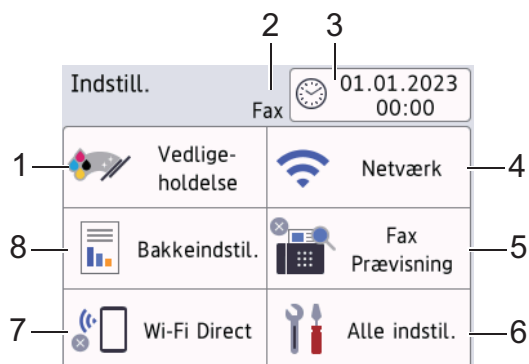 2 3
Indstill.
Fax
01.01.2023
00:00
1
Vedlige-
holdelse
Netværk
4
8
Bakkeindstil.
Fax
Prævisning
5
7
Wi-Fi Direct
Alle indstil.
6